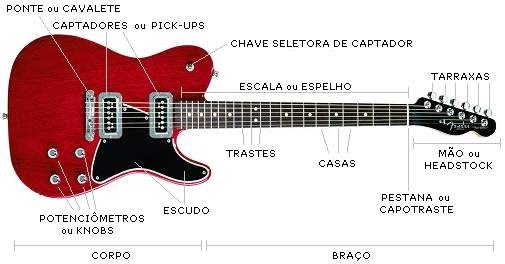 PONTE ou CAVALETE
CAPTADORES ou PICK-UPS
CHAVE SELETORA DE CAPTADOR
ESCALA ou ESPELHO
TARRAXAS
Fender
TRASTES
CASAS
MÃO ou
HEADSTOCK
PESTANA ou
CAPOTRASTE
ESCUDO
POTENCIÔMETROS
ou KNOBS
CORPO
BRAÇO